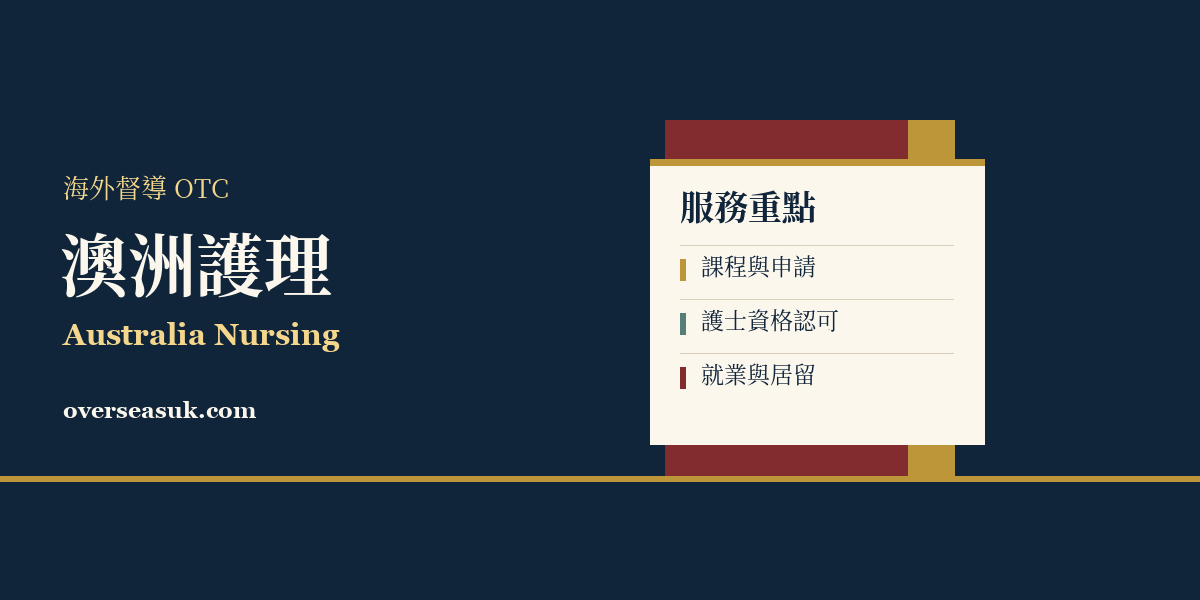 海外督導 OTC
澳洲護理
Australia Nursing
overseasuk.com
服務重點
課程與申請
護士資格認可
就業與居留